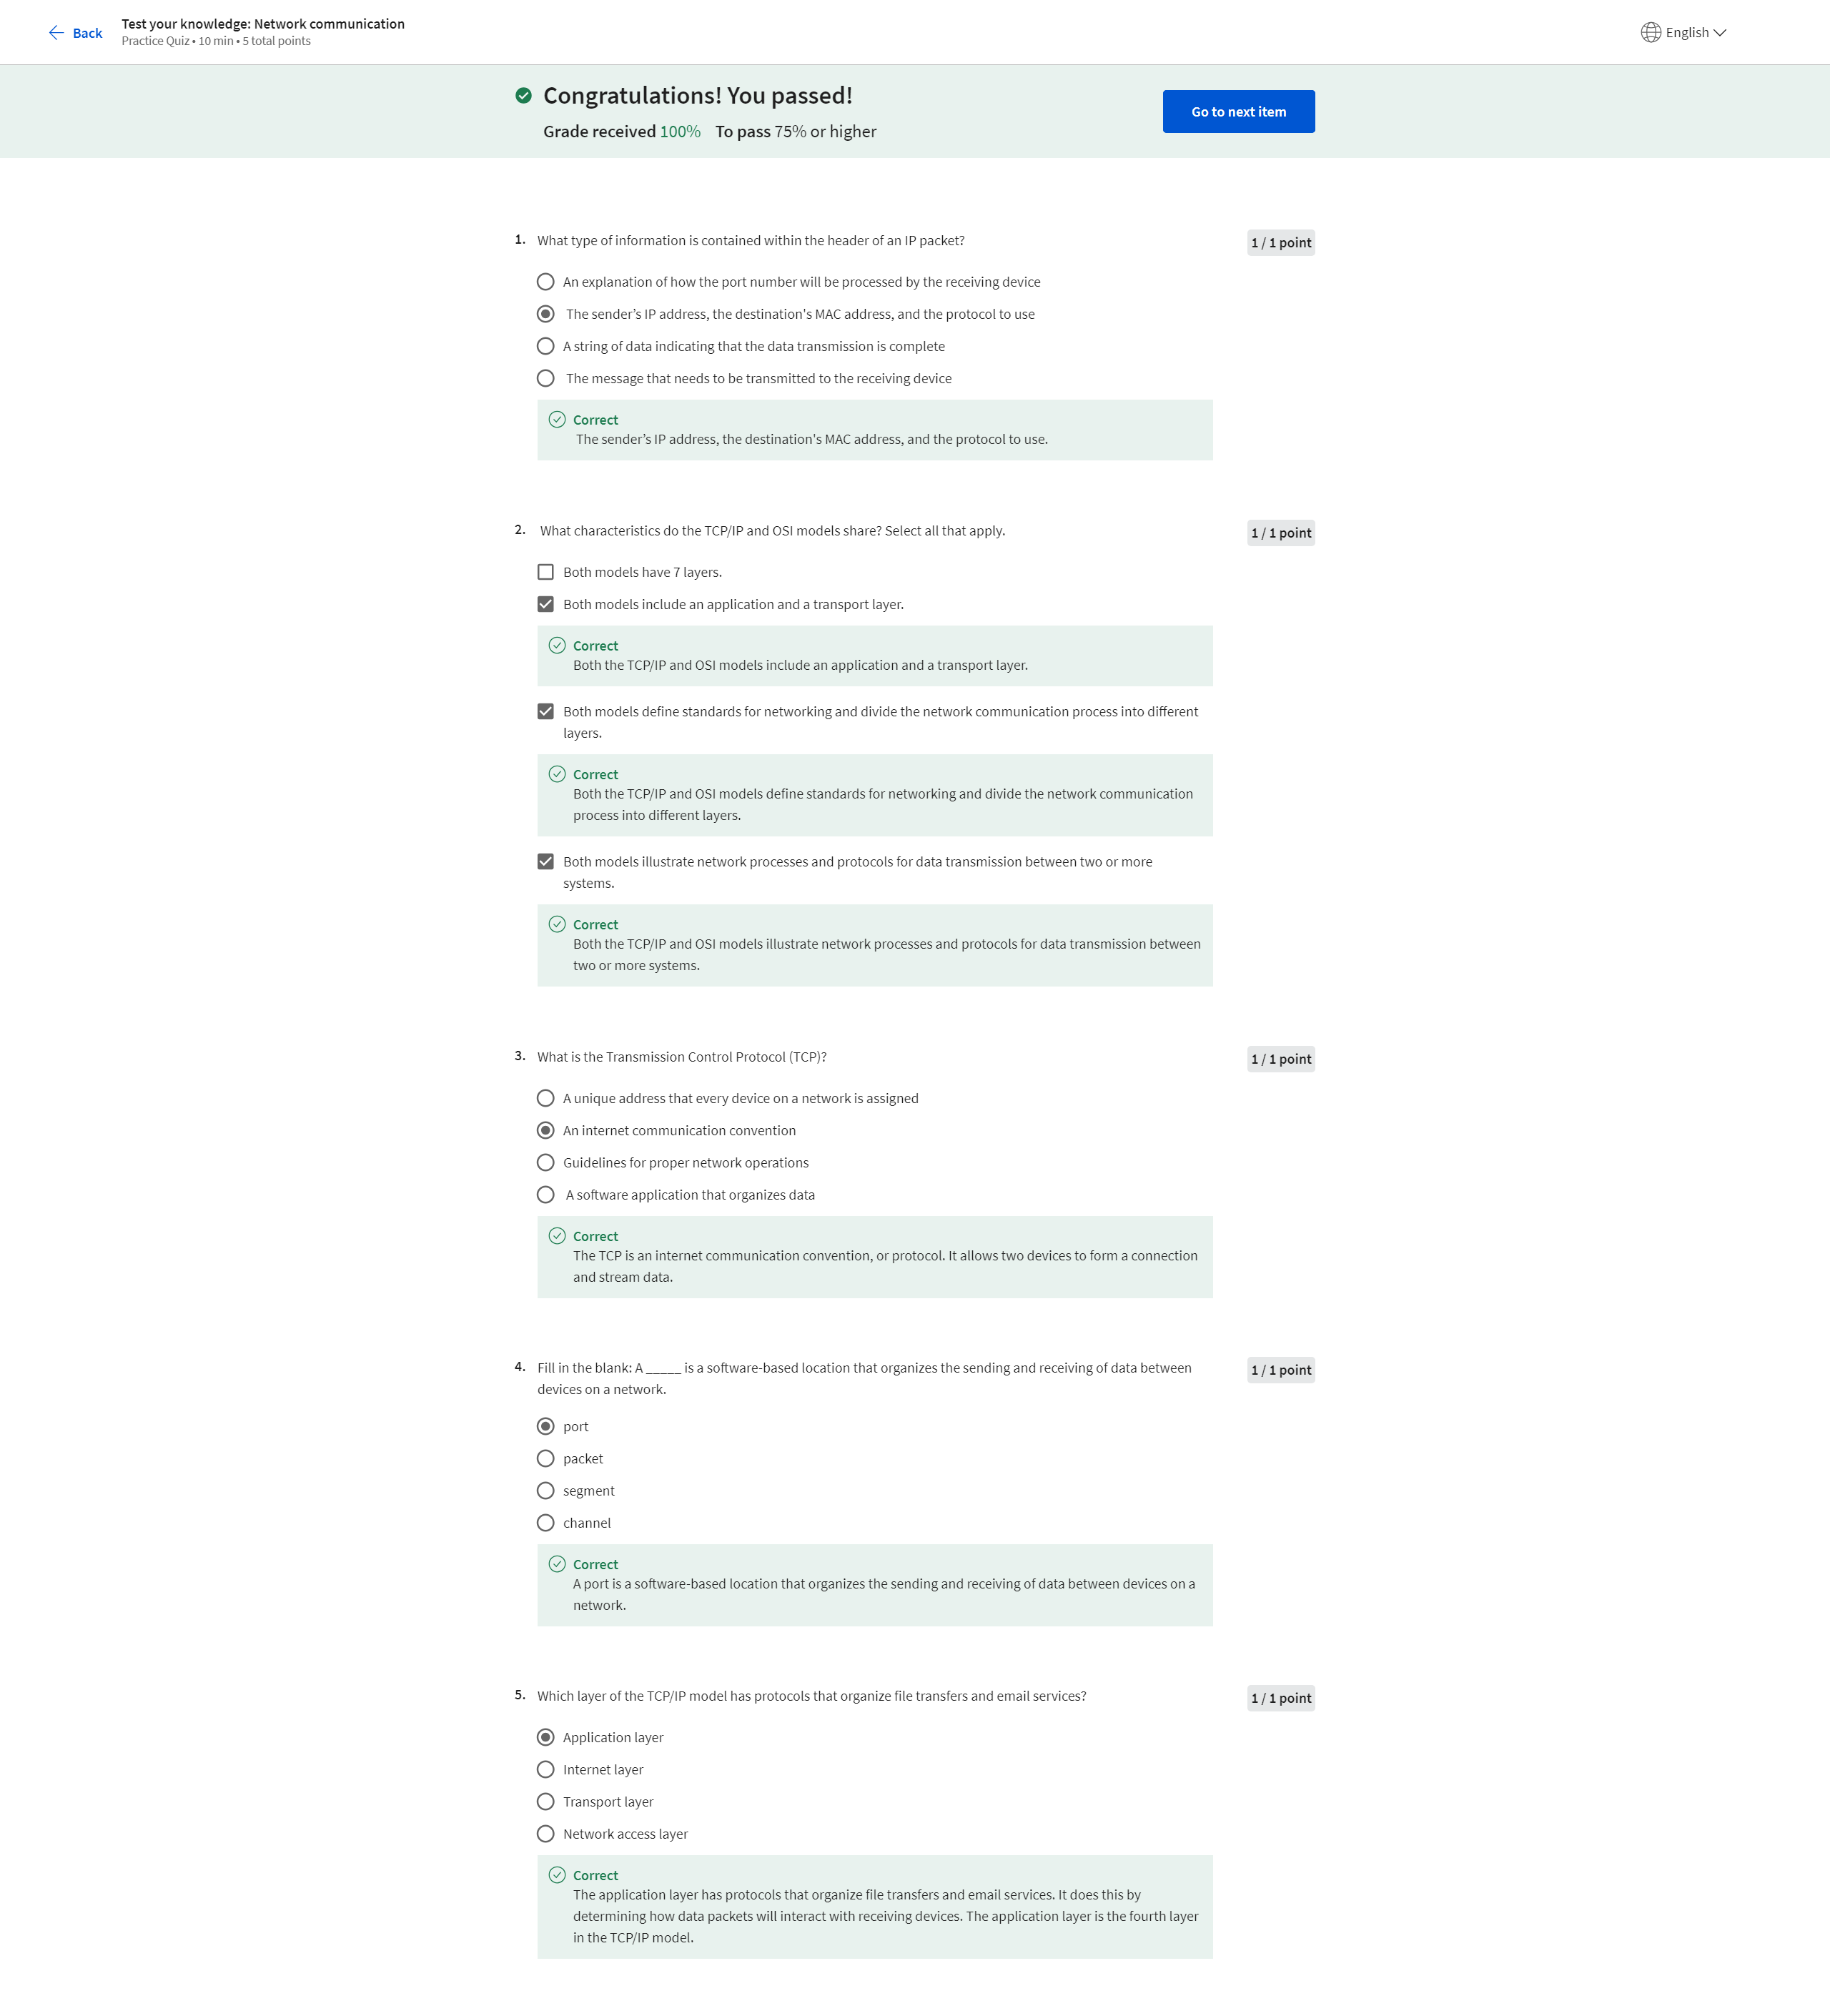 Back
Test your knowledge: Network communication
Practice Quiz • 10 min • 5 total points
English
Congratulations! You passed!
Grade received 100% To pass 75% or higher
Go to next item
1. What type of information is contained within the header of an IP packet?
1 / 1 point
An explanation of how the port number will be processed by the receiving device
The sender’s IP address, the destination's MAC address, and the protocol to use
A string of data indicating that the data transmission is complete
The message that needs to be transmitted to the receiving device
Correct
The sender’s IP address, the destination's MAC address, and the protocol to use.
2. What characteristics do the TCP/IP and OSI models share? Select all that apply.
1 / 1 point
Both models have 7 layers.
Both models include an application and a transport layer.
Correct
Both the TCP/IP and OSI models include an application and a transport layer.
Both models define standards for networking and divide the network communication process into different
layers.
Correct
Both the TCP/IP and OSI models define standards for networking and divide the network communication
process into different layers.
Both models illustrate network processes and protocols for data transmission between two or more
systems.
Correct
Both the TCP/IP and OSI models illustrate network processes and protocols for data transmission between
two or more systems.
3. What is the Transmission Control Protocol (TCP)?
1 / 1 point
A unique address that every device on a network is assigned
An internet communication convention
Guidelines for proper network operations
A software application that organizes data
Correct
The TCP is an internet communication convention, or protocol. It allows two devices to form a connection
and stream data.
4. Fill in the blank: A _____ is a software-based location that organizes the sending and receiving of data between
devices on a network.
1 / 1 point
port
packet
segment
channel
Correct
A port is a software-based location that organizes the sending and receiving of data between devices on a
network.
5. Which layer of the TCP/IP model has protocols that organize file transfers and email services?
1 / 1 point
Application layer
Internet layer
Transport layer
Network access layer
Correct
The application layer has protocols that organize file transfers and email services. It does this by
determining how data packets will interact with receiving devices. The application layer is the fourth layer
in the TCP/IP model.